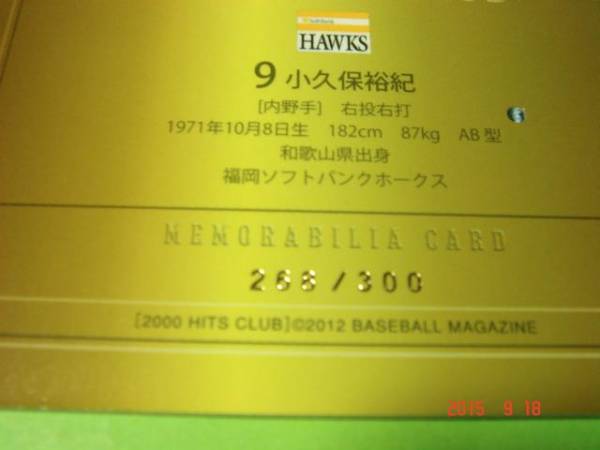 SoftBank
HAWKS
9 小久保裕紀
[内野手] 右投右打
1971年10月8日生 182cm 87kg AB型
和歌山県出身
福岡ソフトバンクホークス
MEMORABILIA CARD
268/300
[2000 HITS CLUB]©2012 BASEBALL MAGAZINE
2015 9 18